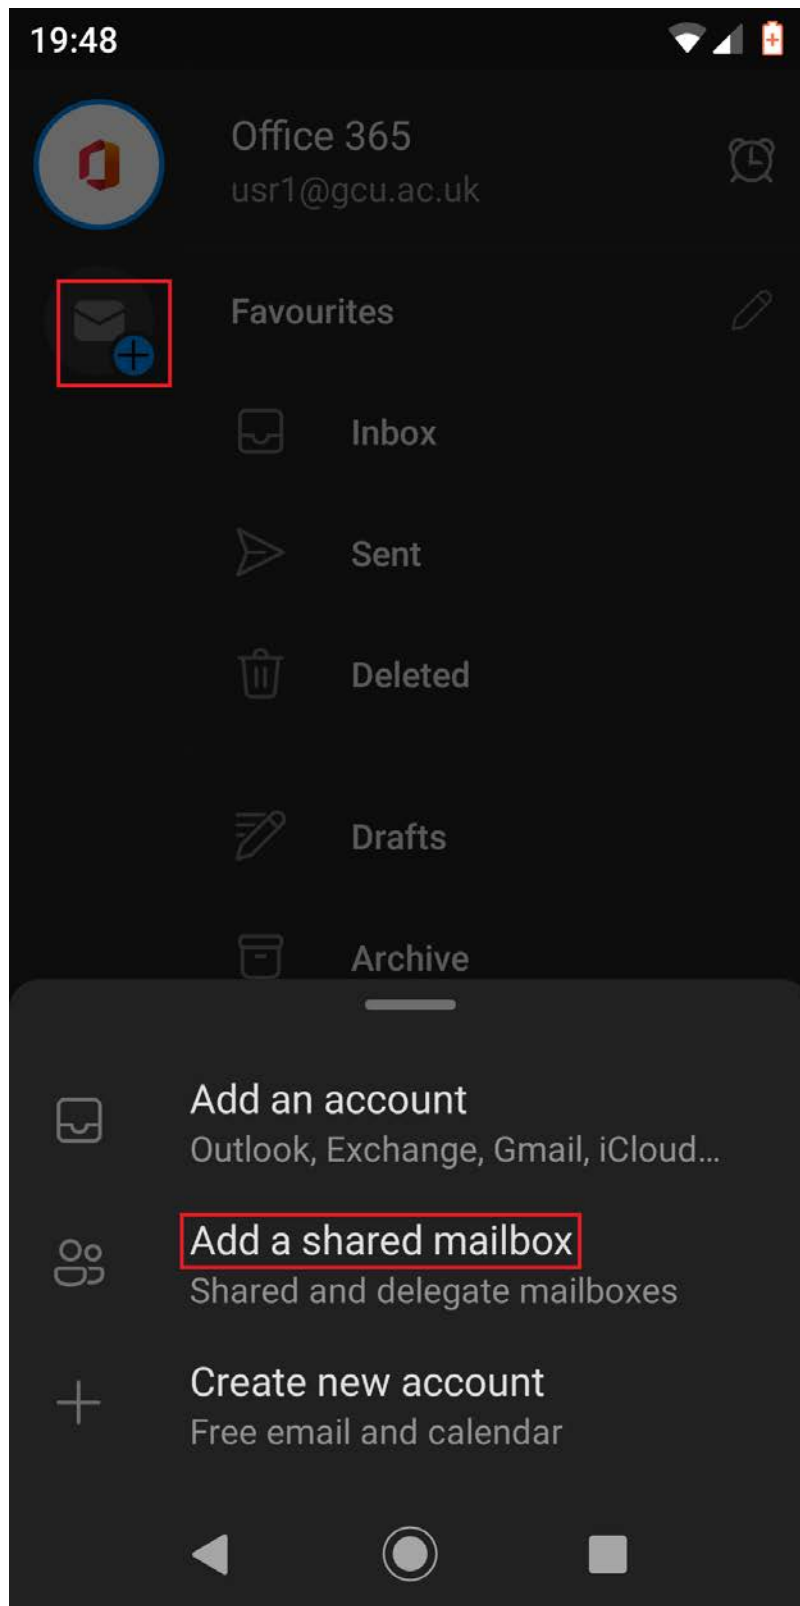 19:48
Office 365
usr1@gcu.ac.uk
Favourites
Inbox
Sent
Deleted
Drafts
Archive
Add an account
Outlook, Exchange, Gmail, iCloud...
Add a shared mailbox
Shared and delegate mailboxes
Create new account
Free email and calendar